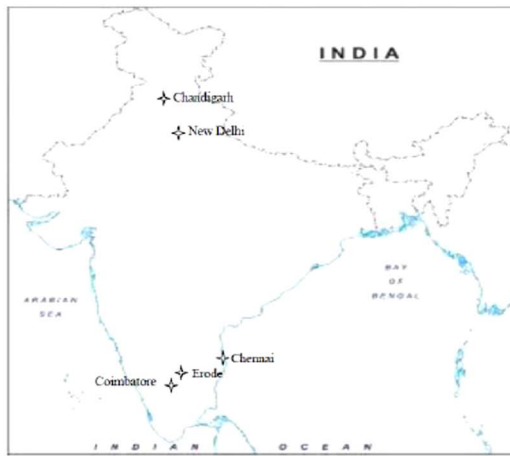 INDIA
Chandigarh
New Delhi
BAY
OF
BENGAL
ARABIAN
SEA
Chennai
Erode
Coimbatore
INDIAN OCEAN